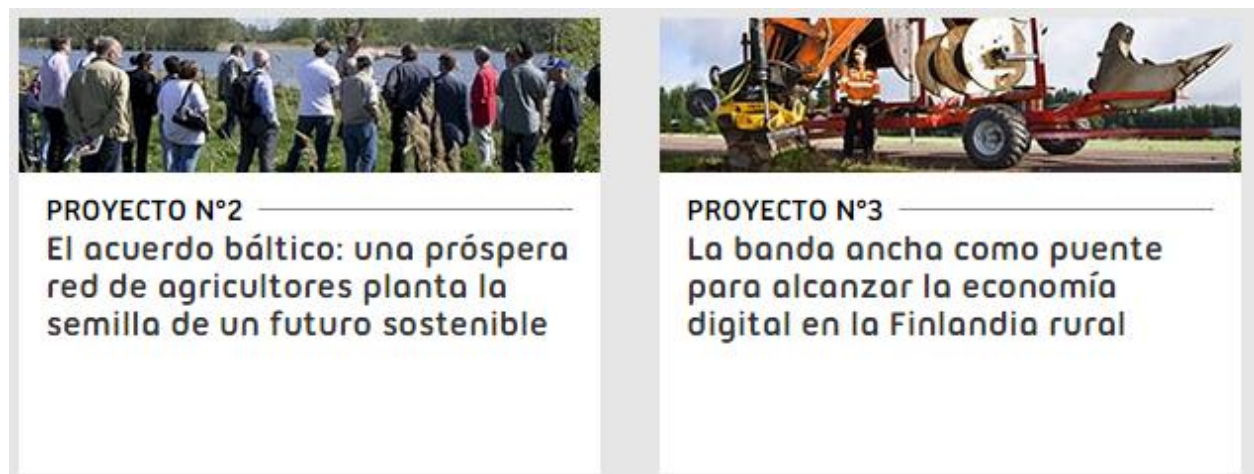 PROYECTO N°2
El acuerdo báltico: una próspera
red de agricultores planta la
semilla de un futuro sostenible
PROYECTO N°3
La banda ancha como puente
para alcanzar la economía
digital en la Finlandia rural